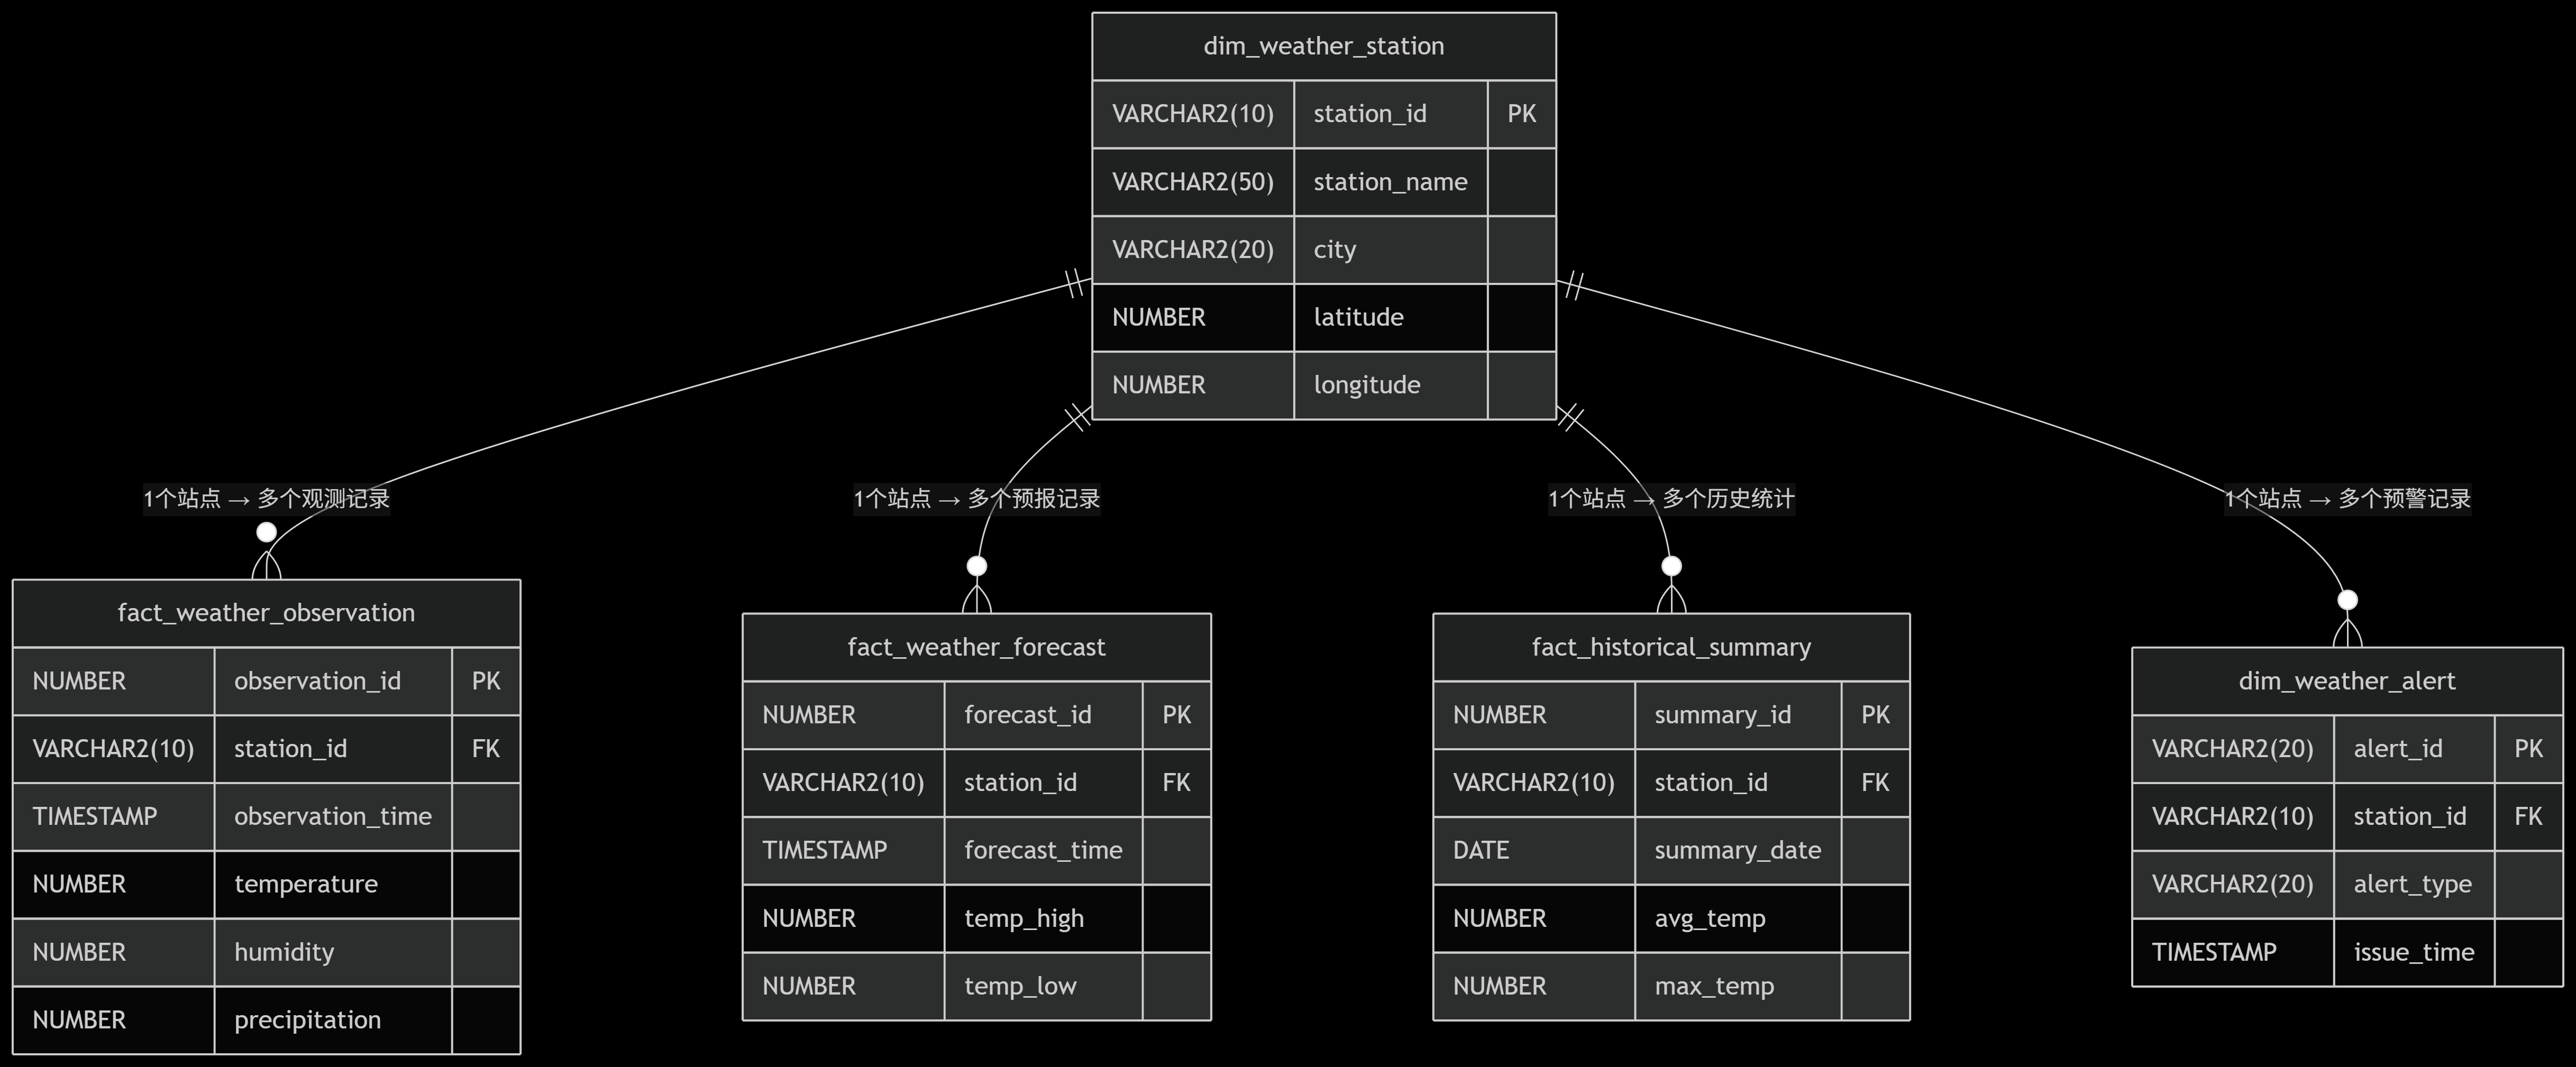 dim_weather_station
VARCHAR2(10) station_id PK
VARCHAR2(50) station_name
VARCHAR2(20) city
NUMBER latitude
NUMBER longitude
1个站点 → 多个观测记录
1个站点 → 多个预报记录
1个站点 → 多个历史统计
1个站点 → 多个预警记录
fact_weather_observation
NUMBER observation_id PK
VARCHAR2(10) station_id FK
TIMESTAMP observation_time
NUMBER temperature
NUMBER humidity
NUMBER precipitation
fact_weather_forecast
NUMBER forecast_id PK
VARCHAR2(10) station_id FK
TIMESTAMP forecast_time
NUMBER temp_high
NUMBER temp_low
fact_historical_summary
NUMBER summary_id PK
VARCHAR2(10) station_id FK
DATE summary_date
NUMBER avg_temp
NUMBER max_temp
dim_weather_alert
VARCHAR2(20) alert_id PK
VARCHAR2(10) station_id FK
VARCHAR2(20) alert_type
TIMESTAMP issue_time